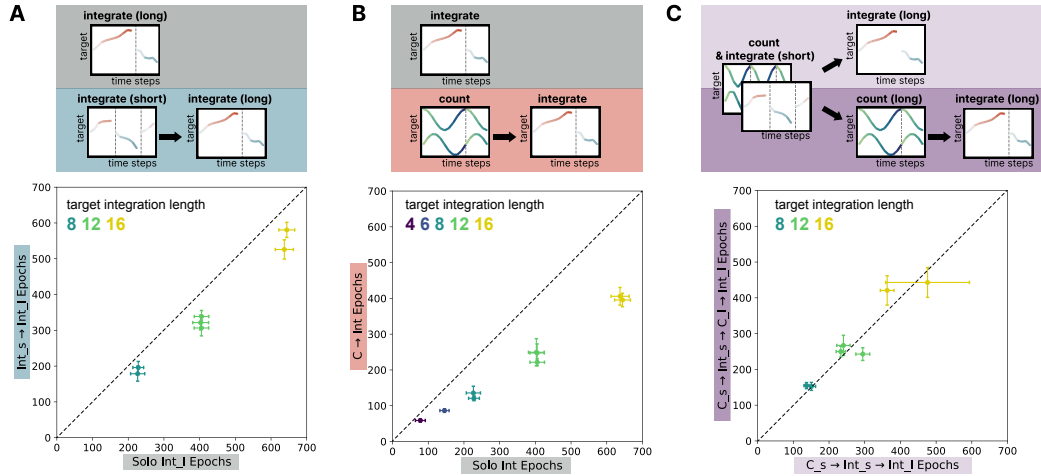 A
integrate (long)
target
time steps
integrate (short)
integrate (long)
target
time steps
time steps
700
600
500
400
300
200
100
0
target integration length
8 12 16
Int_s → Int_l Epochs
0 100 200 300 400 500 600 700
Solo Int_l Epochs
B
integrate
target
time steps
count
integrate
target
time steps
time steps
700
600
500
400
300
200
100
0
target integration length
4 6 8 12 16
C → Int Epochs
0 100 200 300 400 500 600 700
Solo Int Epochs
C
integrate (long)
count
& integrate (short)
target
target
time steps
time steps
count (long)
integrate (long)
target
time steps
time steps
700
600
500
400
300
200
100
0
target integration length
8 12 16
C_s → Int_s → C_l → Int_l Epochs
0 100 200 300 400 500 600 700
C_s → Int_s → Int_l Epochs